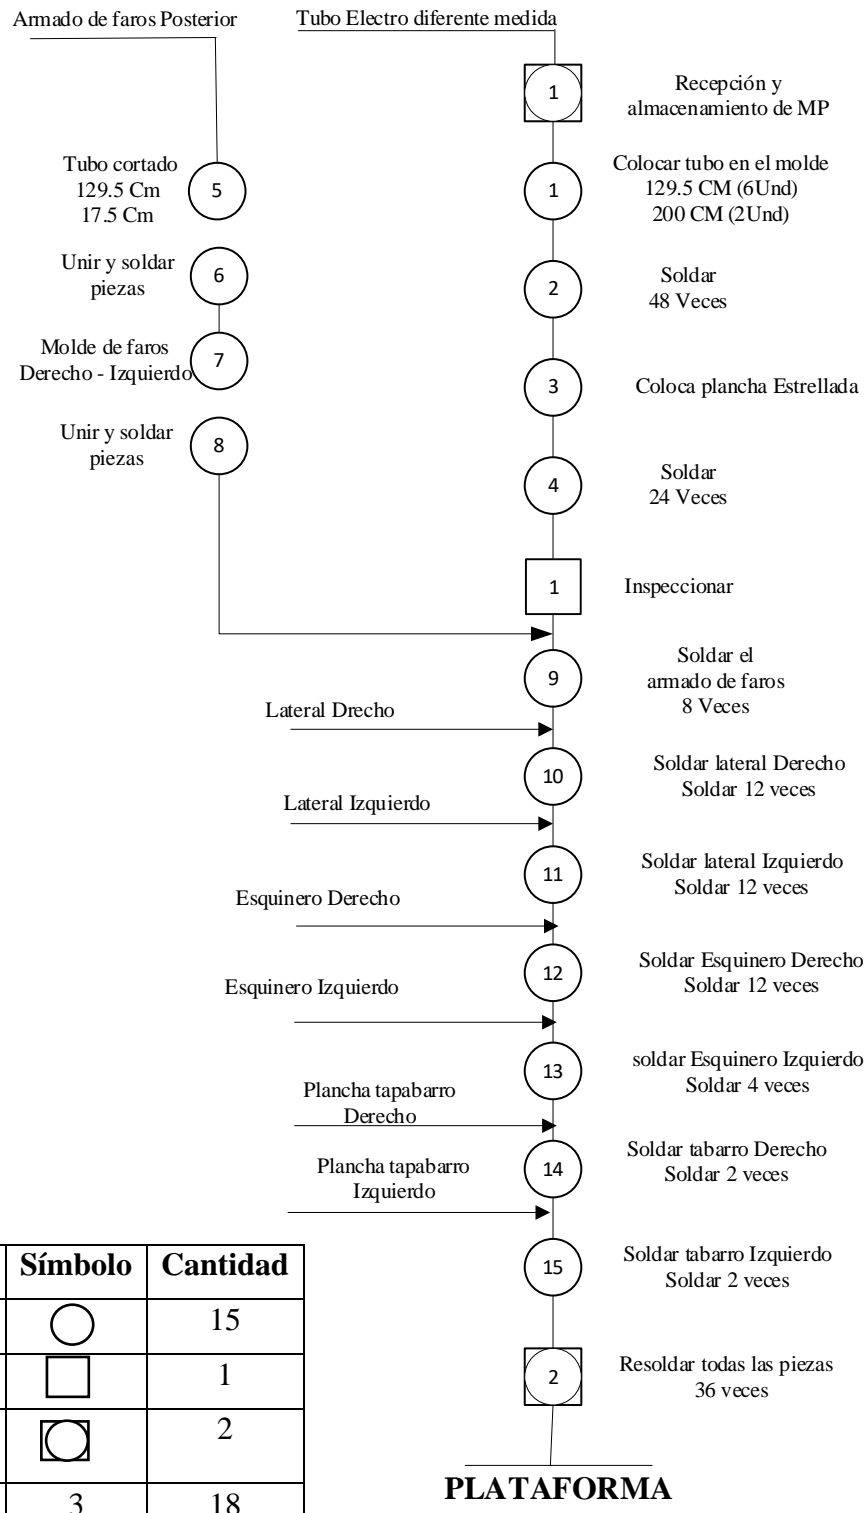 Armado de faros Posterior
Tubo Electro diferente medida
1
Recepción y
almacenamiento de MP
Tubo cortado
129.5 Cm
17.5 Cm
5
1
Colocar tubo en el molde
129.5 CM (6Und)
200 CM (2Und)
Unir y soldar
piezas
6
2
Soldar
48 Veces
Molde de faros
Derecho - Izquierdo
7
3
Coloca plancha Estrellada
Unir y soldar
piezas
8
4
Soldar
24 Veces
1
Inspeccionar
9
Soldar el
armado de faros
8 Veces
Lateral Drecho
10
Soldar lateral Derecho
Soldar 12 veces
Lateral Izquierdo
11
Soldar lateral Izquierdo
Soldar 12 veces
Esquinero Derecho
12
Soldar Esquinero Derecho
Soldar 12 veces
Esquinero Izquierdo
13
soldar Esquinero Izquierdo
Soldar 4 veces
Plancha tapabarro
Derecho
14
Soldar tabarro Derecho
Soldar 2 veces
Plancha tapabarro
Izquierdo
15
Soldar tabarro Izquierdo
Soldar 2 veces
2
Resoldar todas las piezas
36 veces
PLATAFORMA
Símbolo Cantidad
15
1
2
3 18